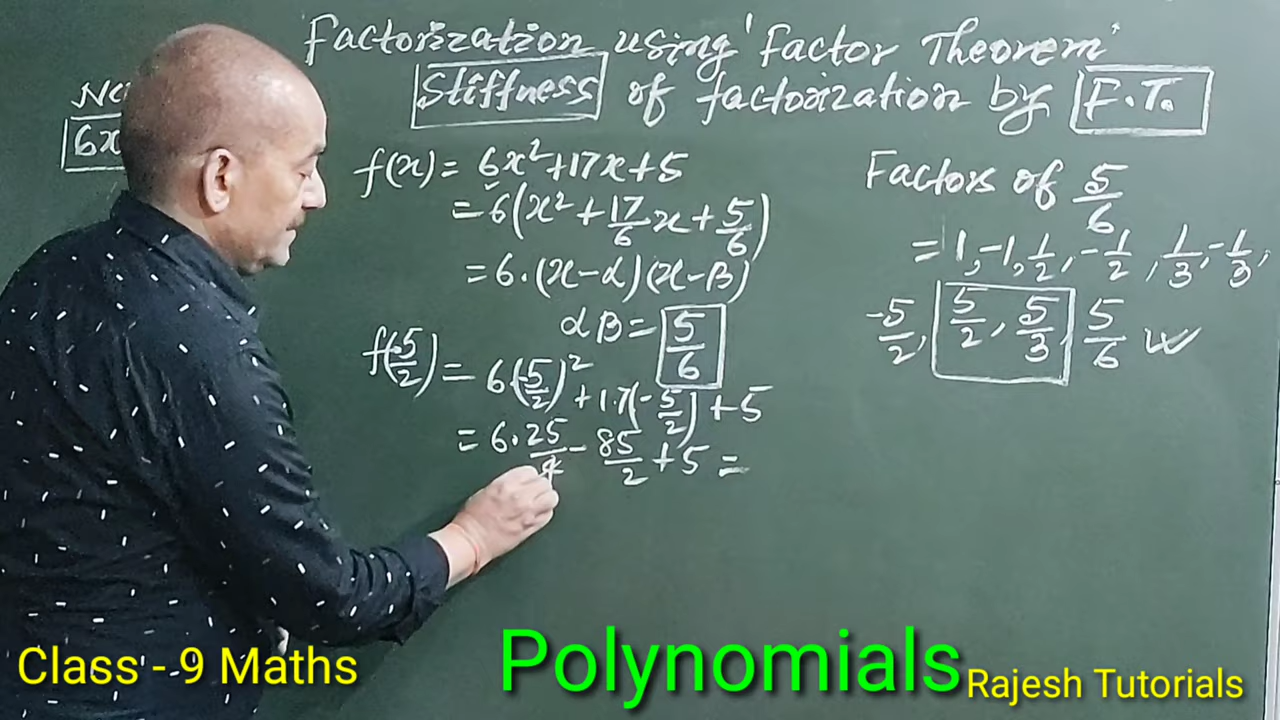 Factorization using 'Factor Theorem'
Stiffness of factorization by F.T.
6x
f(x) = 6x²+17x+5
= 6(x² + 17/6 x + 5/6)
= 6·(x-α)(x-β)
αβ = 5/6
f(-5/2) = 6(-5/2)² + 17(-5/2) + 5
= 6·25/4 - 85/2 + 5 =
Factors of 5/6
= 1, -1, 1/2, -1/2, 1/3, -1/3,
-5/2, 5/2, 5/3, 5/6
Class - 9 Maths
Polynomials
Rajesh Tutorials